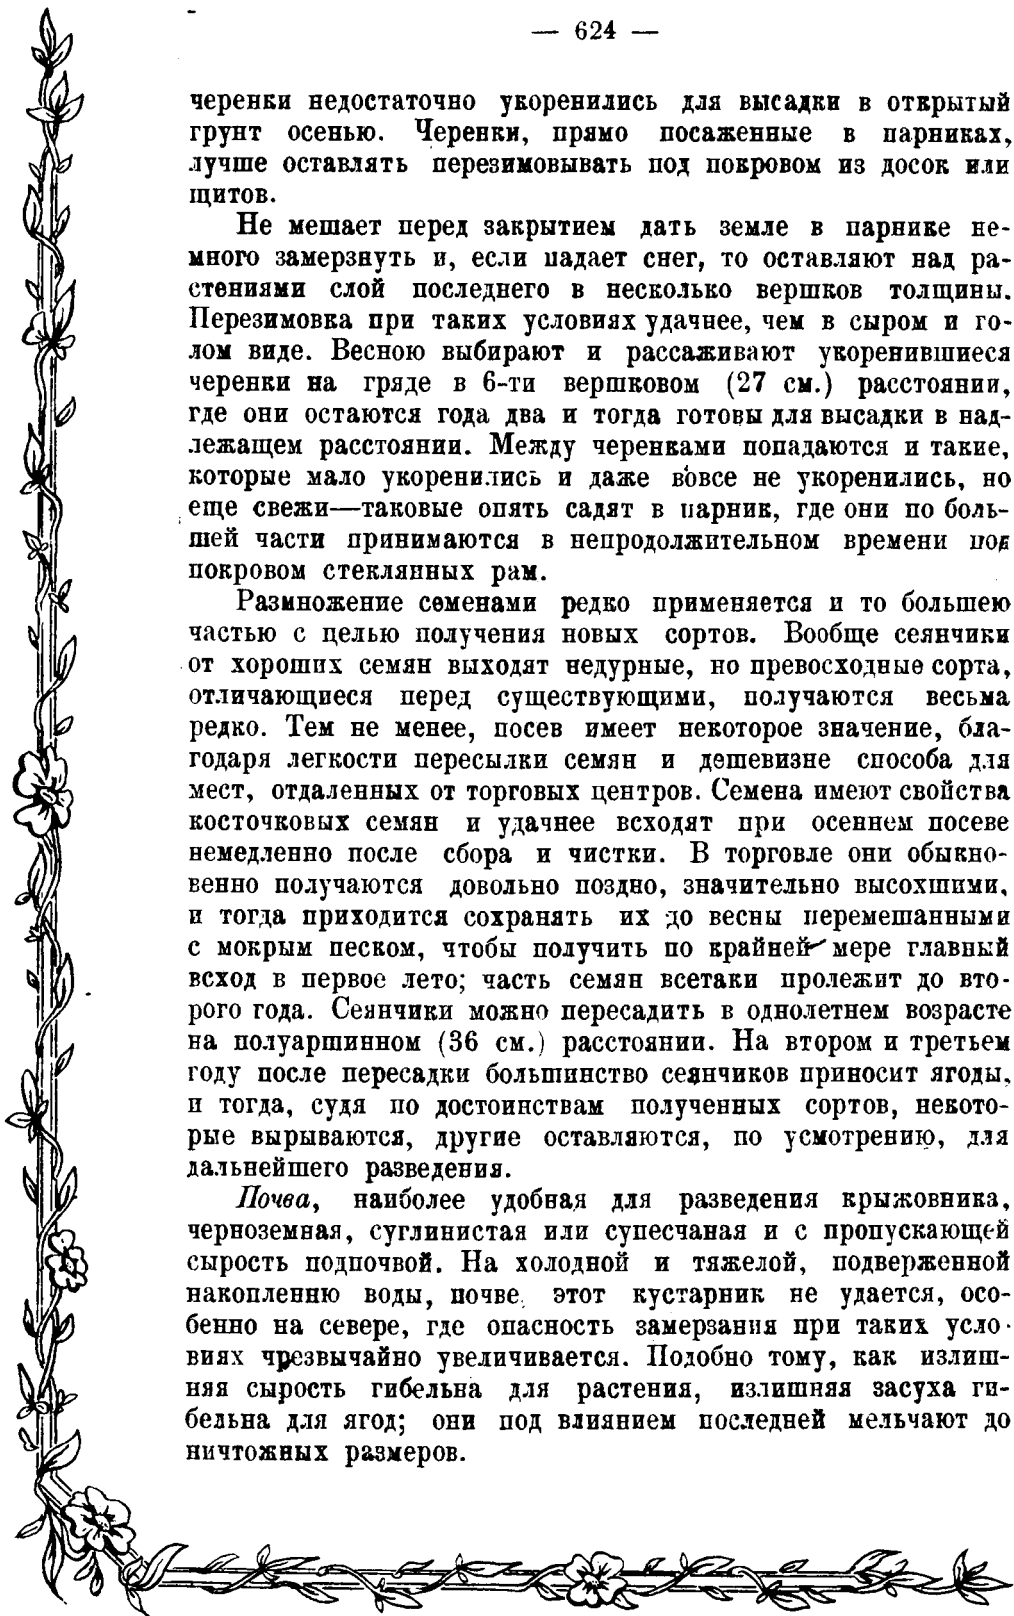 — 624 —
черенки недостаточно укоренились для высадки в открытый
грунт осенью. Черенки, прямо посаженные в парниках,
лучше оставлять перезимовывать под покровом из досок или
щитов.
Не мешает перед закрытием дать земле в парнике не-
много замерзнуть и, если падает снег, то оставляют над ра-
стениями слой последнего в несколько вершков толщины.
Перезимовка при таких условиях удачнее, чем в сыром и го-
лом виде. Весною выбирают и рассаживают укоренившиеся
черенки на гряде в 6-ти вершковом (27 см.) расстоянии,
где они остаются года два и тогда готовы для высадки в над-
лежащем расстоянии. Между черенками попадаются и такие,
которые мало укоренились и даже вовсе не укоренились, но
еще свежи—таковые опять садят в парник, где они по боль-
шей части принимаются в непродолжительном времени под
покровом стеклянных рам.
Размножение семенами редко применяется и то большею
частью с целью получения новых сортов. Вообще сеянчики
от хороших семян выходят недурные, но превосходные сорта,
отличающиеся перед существующими, получаются весьма
редко. Тем не менее, посев имеет некоторое значение, бла-
годаря легкости пересылки семян и дешевизне способа для
мест, отдаленных от торговых центров. Семена имеют свойства
косточковых семян и удачнее всходят при осеннем посеве
немедленно после сбора и чистки. В торговле они обыкно-
венно получаются довольно поздно, значительно высохшими,
и тогда приходится сохранять их до весны перемешанными
с мокрым песком, чтобы получить по крайней мере главный
всход в первое лето; часть семян всетаки пролежит до вто-
рого года. Сеянчики можно пересадить в однолетнем возрасте
на полуаршинном (36 см.) расстоянии. На втором и третьем
году после пересадки большинство сеянчиков приносит ягоды,
и тогда, судя по достоинствам полученных сортов, некото-
рые вырываются, другие оставляются, по усмотрению, для
дальнейшего разведения.
Почва, наиболее удобная для разведения крыжовника,
черноземная, суглинистая или супесчаная и с пропускающей
сырость подпочвой. На холодной и тяжелой, подверженной
накоплению воды, почве этот кустарник не удается, осо-
бенно на севере, где опасность замерзания при таких усло-
виях чрезвычайно увеличивается. Подобно тому, как излиш-
няя сырость гибельна для растения, излишняя засуха ги-
бельна для ягод; они под влиянием последней мельчают до
ничтожных размеров.